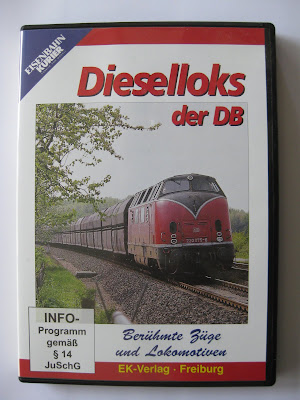 EISENBAHN
KURIER
Dieselloks
der DB
Berühmte Züge
und Lokomotiven
INFO-
Programm
gemäß
§ 14
JuSchG
EK-Verlag · Freiburg